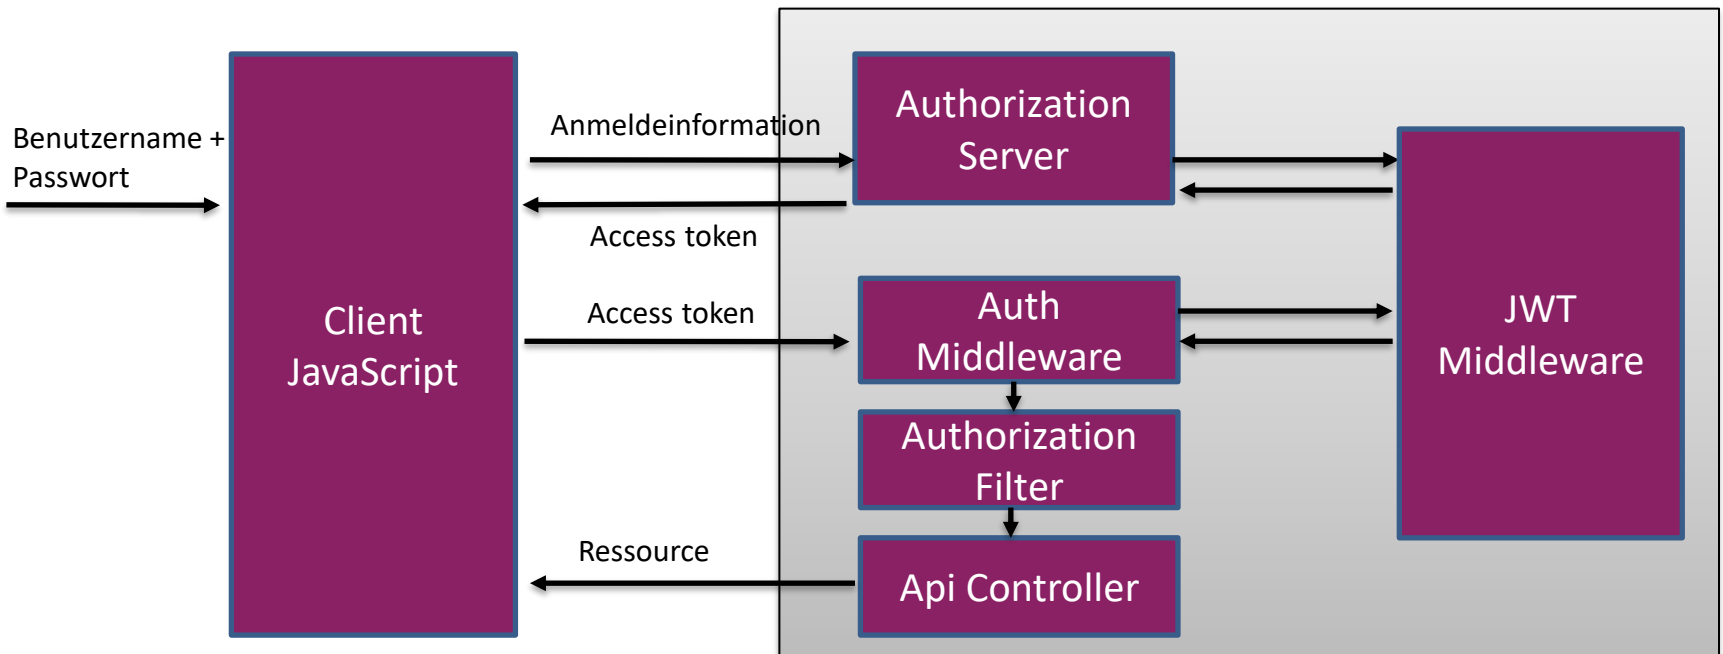 Benutzername +
Passwort
Client
JavaScript
Anmeldeinformation
Access token
Access token
Ressource
Authorization
Server
Auth
Middleware
Authorization
Filter
Api Controller
JWT
Middleware